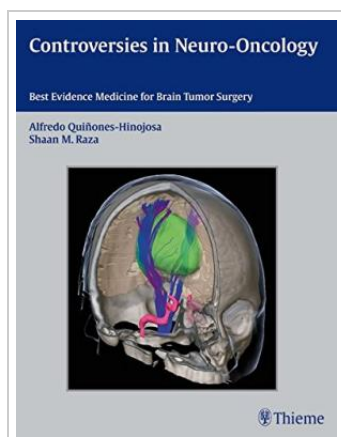 Controversies in Neuro-Oncology
Best Evidence Medicine for Brain Tumor Surgery
Alfredo Quiñones-Hinojosa
Shaan M. Raza
Thieme